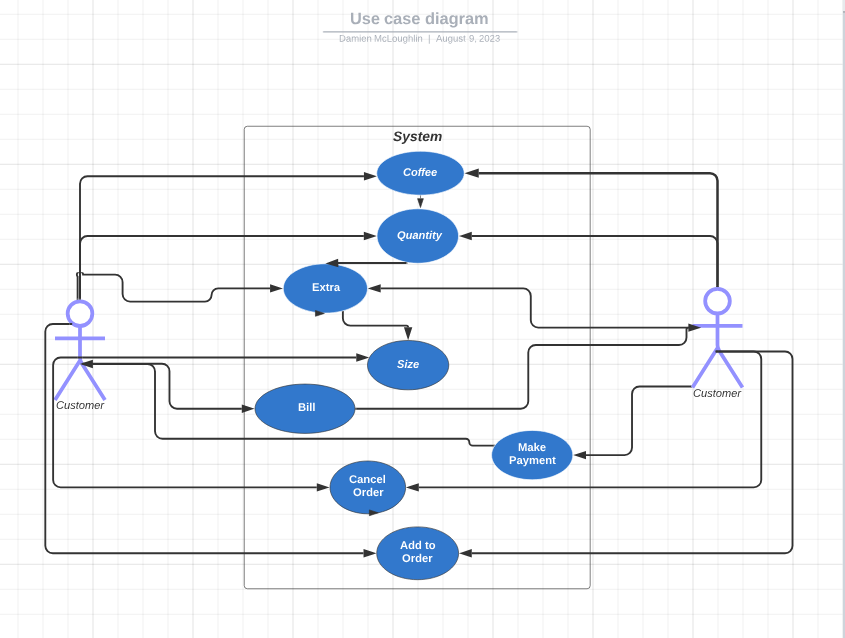 Use case diagram
Damien McLoughlin | August 9, 2023
System
Coffee
Quantity
Extra
Size
Customer
Customer
Bill
Make
Payment
Cancel
Order
Add to
Order